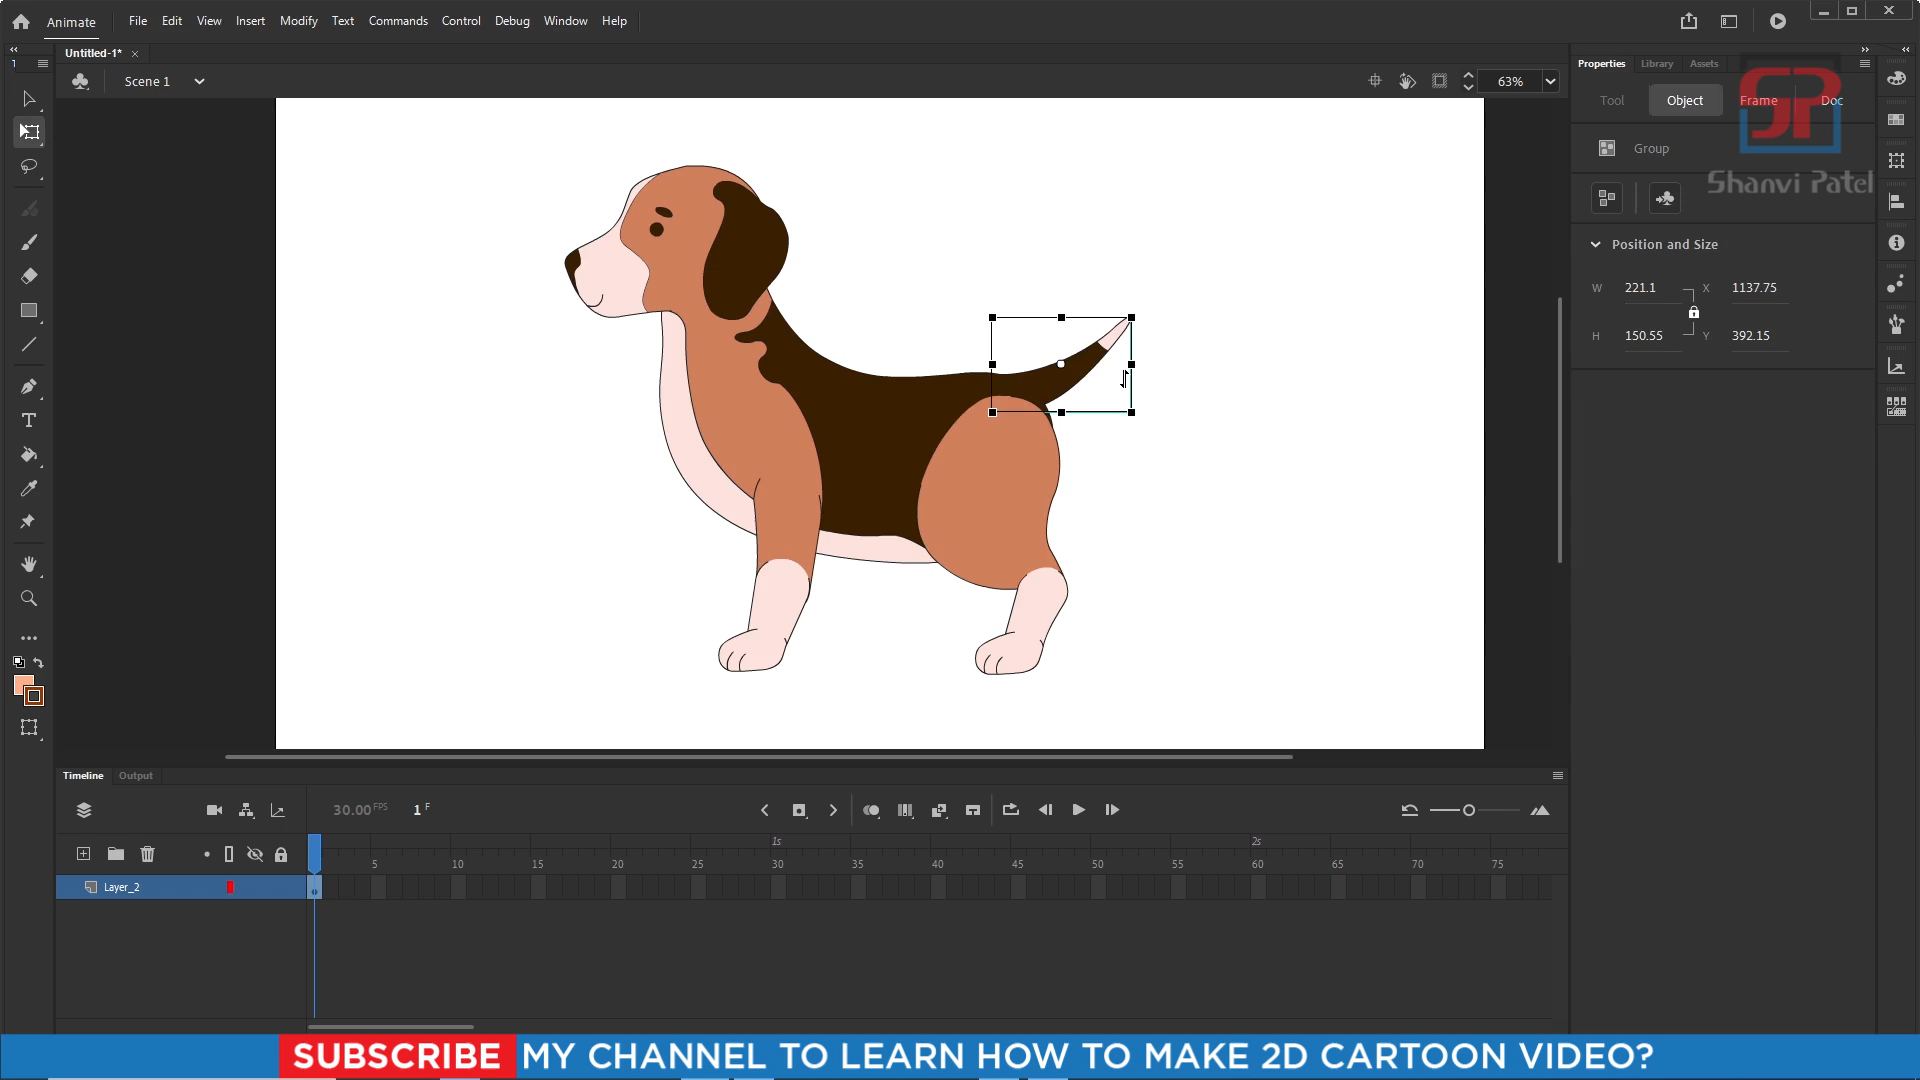 Animate
File Edit View Insert Modify Text Commands Control Debug Window Help
Untitled-1*
Scene 1
63%
Properties Library Assets
Tool Object Frame Doc
Group
SP
Shanvi Patel
Position and Size
W 221.1 X 1137.75
H 150.55 Y 392.15
Timeline Output
30.00 FPS 1 F
1s 2s
5 10 15 20 25 30 35 40 45 50 55 60 65 70 75
Layer_2
SUBSCRIBE MY CHANNEL TO LEARN HOW TO MAKE 2D CARTOON VIDEO?